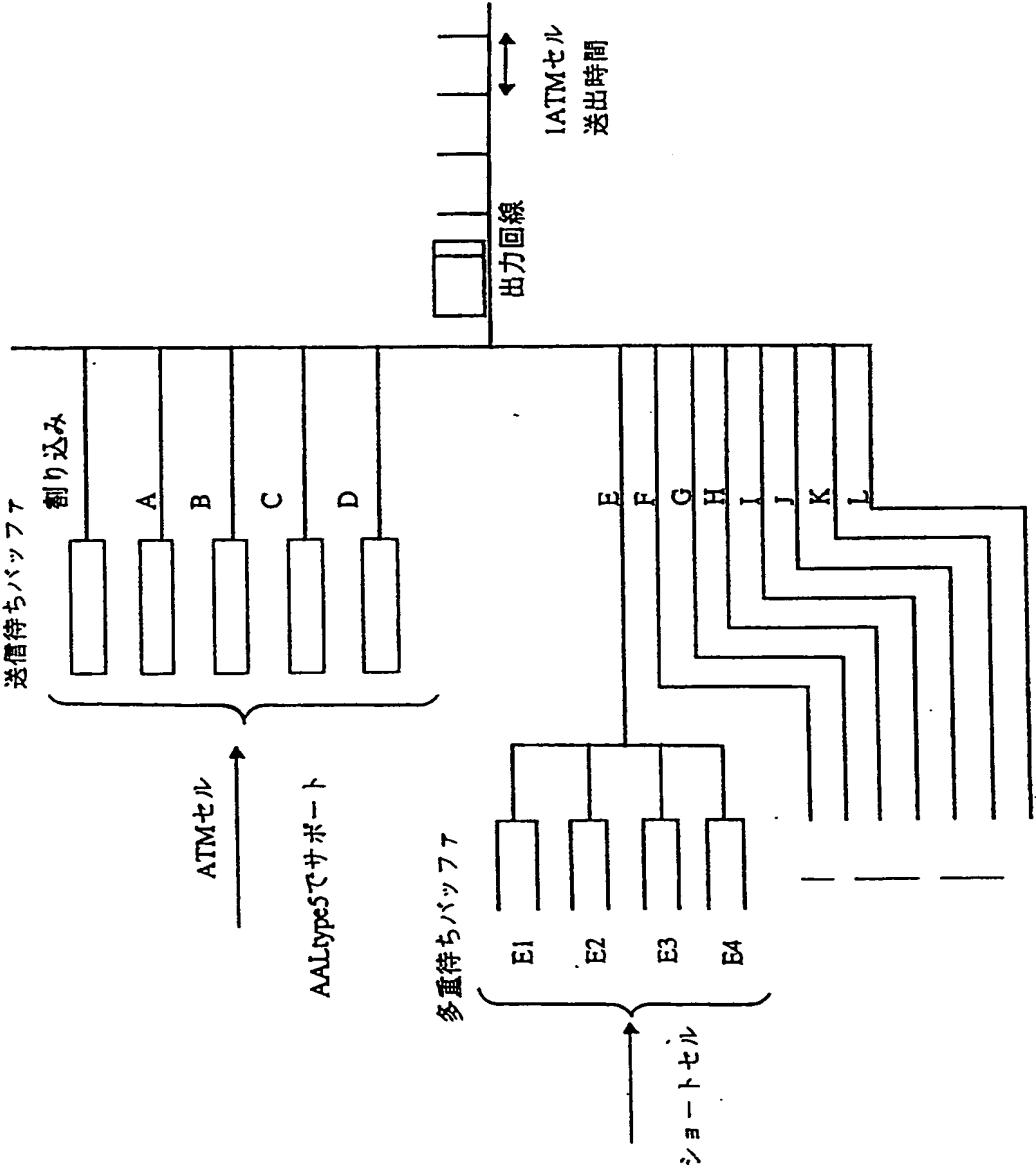 送信待ちバッファ
割り込み
A
B
C
D
ATMセル
AALtype5でサポート
出力回線
1ATMセル
送出時間
E
F
G
H
I
J
K
L
多重待ちバッファ
E1
E2
E3
E4
ショートセル